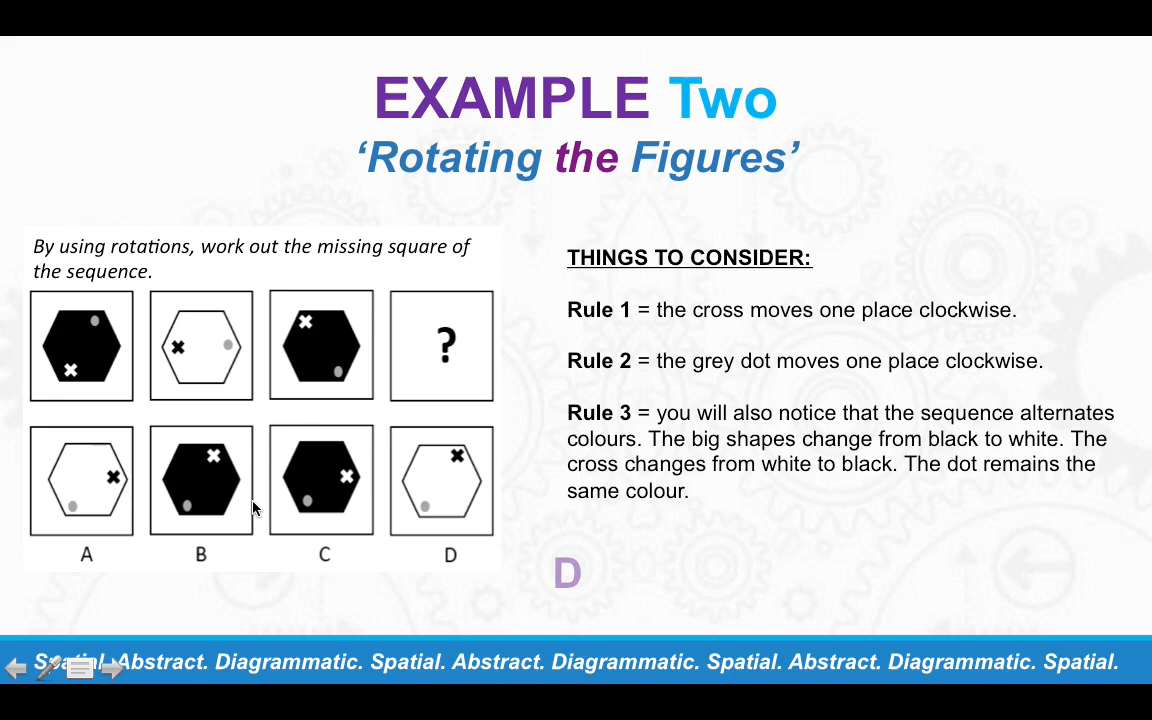 EXAMPLE Two
‘Rotating the Figures’
By using rotations, work out the missing square of
the sequence.
?
A B C D
THINGS TO CONSIDER:
Rule 1 = the cross moves one place clockwise.
Rule 2 = the grey dot moves one place clockwise.
Rule 3 = you will also notice that the sequence alternates
colours. The big shapes change from black to white. The
cross changes from white to black. The dot remains the
same colour.
D
Spatial. Abstract. Diagrammatic. Spatial. Abstract. Diagrammatic. Spatial. Abstract. Diagrammatic. Spatial.